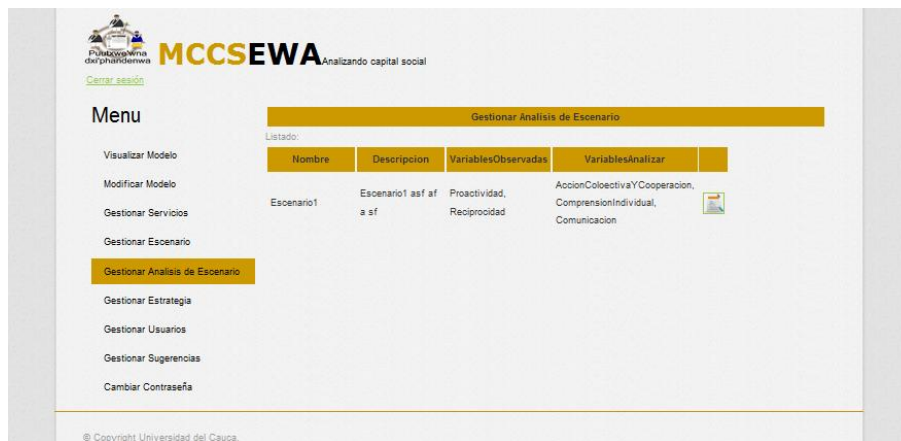 Puutxwe'wna
dxi'phandenwa
MCCSEWA Analizando capital social
Cerrar sesión
Menu
Visualizar Modelo
Modificar Modelo
Gestionar Servicios
Gestionar Escenario
Gestionar Analisis de Escenario
Gestionar Estrategia
Gestionar Usuarios
Gestionar Sugerencias
Cambiar Contraseña
Gestionar Analisis de Escenario
Listado:
Nombre Descripcion VariablesObservadas VariablesAnalizar
Escenario1
Escenario1 asf af
a sf
Proactividad,
Reciprocidad
AccionColoectivaYCooperacion,
ComprensionIndividual,
Comunicacion
© Copyright Universidad del Cauca.